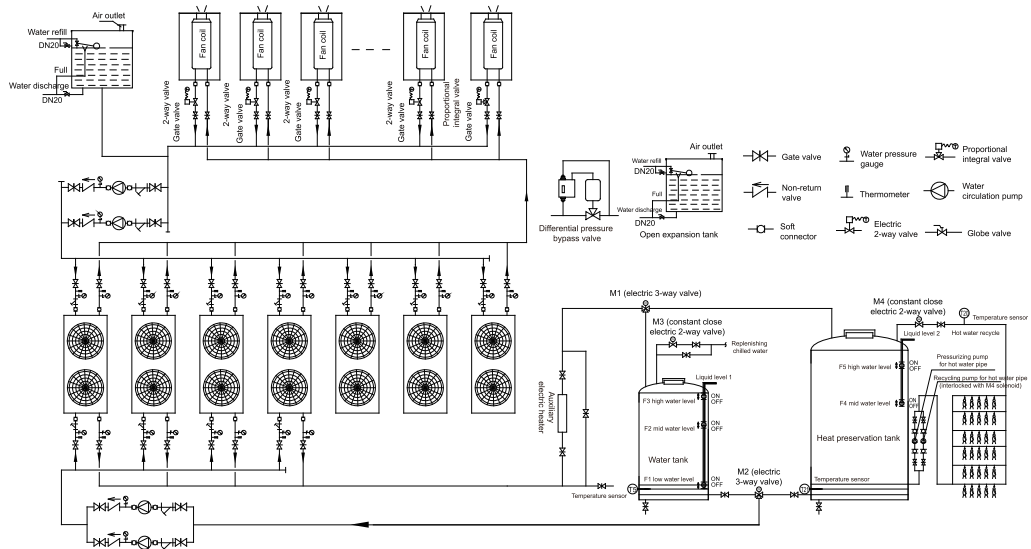 Air outlet
Water refill
DN20
Full
Water discharge
DN20
Fan coil
Fan coil
Fan coil
Fan coil
Fan coil
2-way valve
Gate valve
2-way valve
Gate valve
2-way valve
Gate valve
2-way valve
Gate valve
Proportional
integral valve
Gate valve
Differential pressure
bypass valve
Air outlet
Water refill
DN20
Full
Water discharge
DN20
Open expansion tank
Gate valve
Water pressure
gauge
Proportional
integral valve
Non-return
valve
Thermometer
Water
circulation pump
Soft
connector
Electric
2-way valve
Globe valve
M1 (electric 3-way valve)
M3 (constant close
electric 2-way valve)
Replenishing
chilled water
Liquid level 1
F3 high water level
ON
OFF
F2 mid water level
ON
OFF
Water tank
F1 low water level
ON
OFF
Auxiliary
electric heater
Temperature sensor
M2 (electric
3-way valve)
M4 (constant close
electric 2-way valve)
Temperature sensor
Liquid level 2
Hot water recycle
Pressurizing pump
for hot water pipe
F5 high water level
ON
OFF
Recycling pump for hot water pipe
(interlocked with M4 solenoid)
F4 mid water level
ON
OFF
Heat preservation tank
Temperature sensor